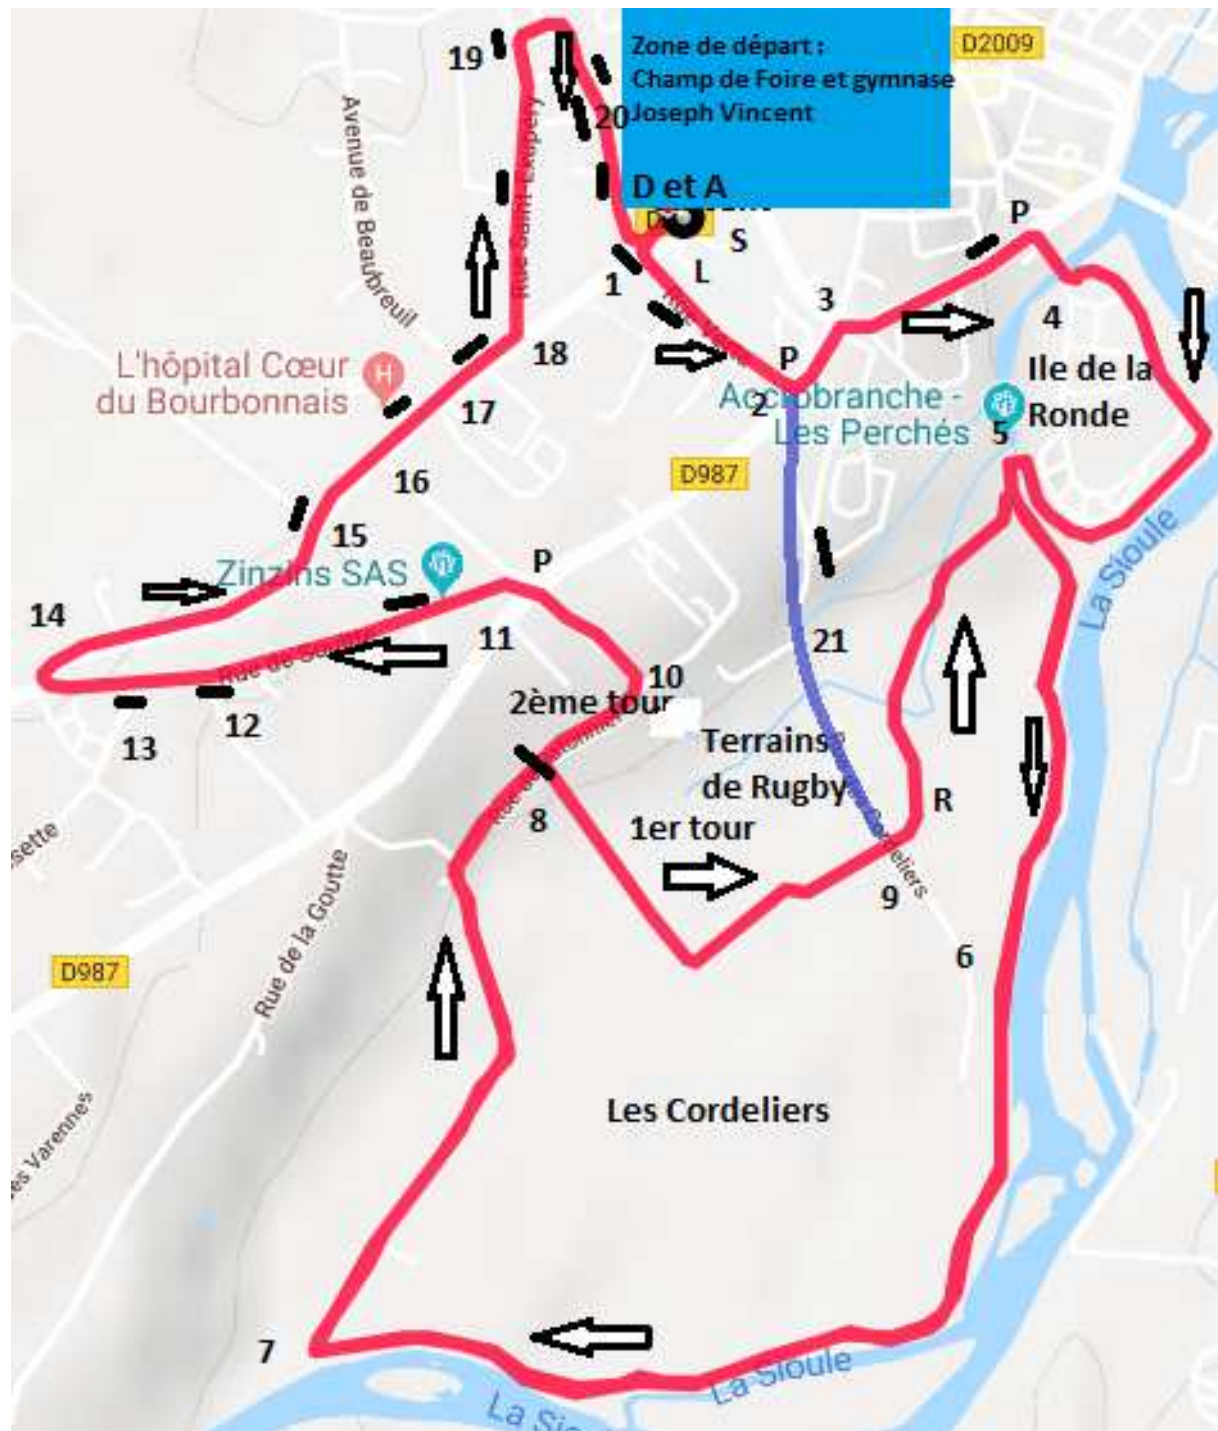 Zone de départ :
Champ de Foire et gymnase
Joseph Vincent
D2009
19
20
Avenue de Beaubreuil
D et A
P
S
L
1
3
4
18
L'hôpital Cœur
du Bourbonnais
H
17
P
2
Accrobranche -
Les Perchés
Ile de la
Ronde
5
D987
16
15
Zinzins SAS
P
La Sioule
14
11
21
10
12
13
2ème tour
Terrains
de Rugby
R
8
1er tour
9
6
Rue de la Goutte
D987
Les Cordeliers
7
La Sioule